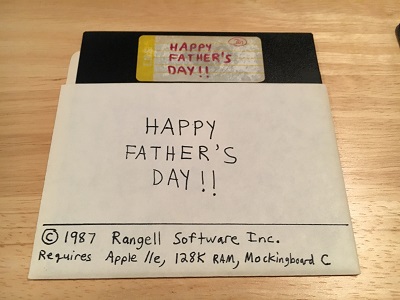 HAPPY
FATHER'S
DAY!!
HAPPY
FATHER'S
DAY!!
© 1987 Rangell Software Inc.
Requires Apple //e, 128K RAM, Mockingboard C